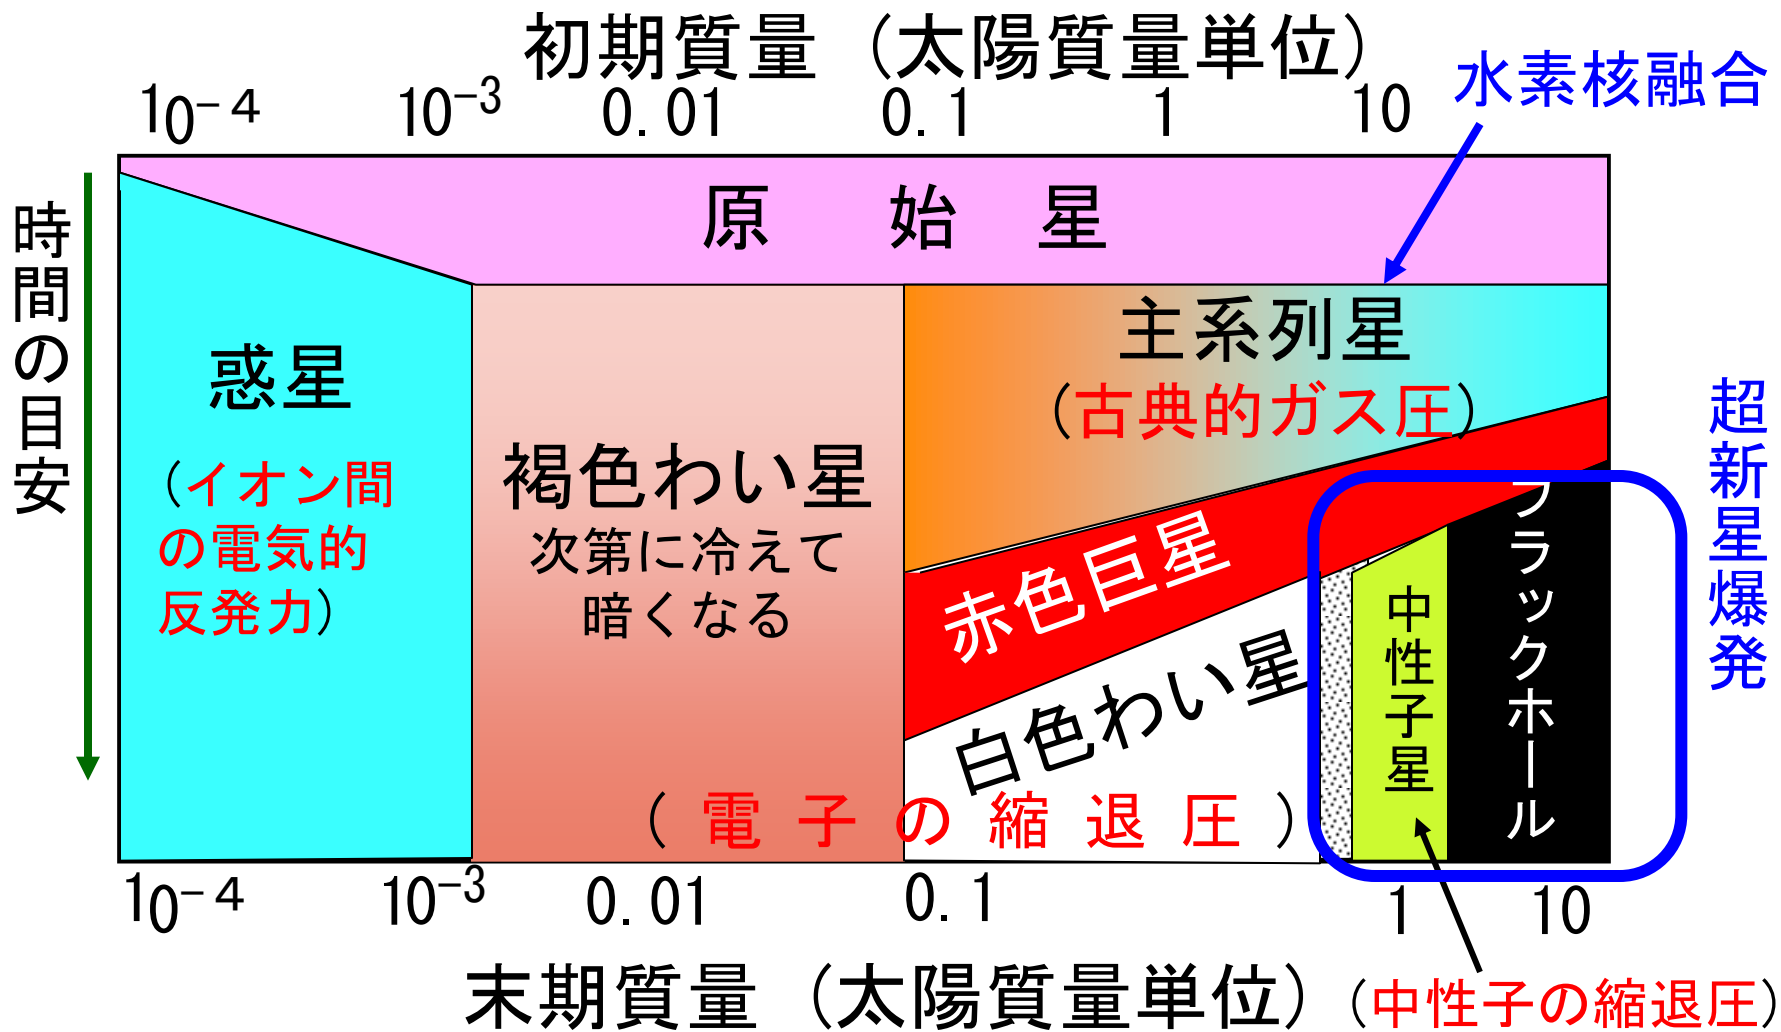 初期質量（太陽質量単位）
水素核融合
10⁻⁴ 10⁻³ 0.01 0.1 1 10
時間の目安
原始星
主系列星
（古典的ガス圧）
惑星
（イオン間
の電気的
反発力）
褐色わい星
次第に冷えて
暗くなる
赤色巨星
白色わい星
（電子の縮退圧）
中性子星
ブラックホール
超新星爆発
10⁻⁴ 10⁻³ 0.01 0.1 1 10
末期質量（太陽質量単位）
（中性子の縮退圧）